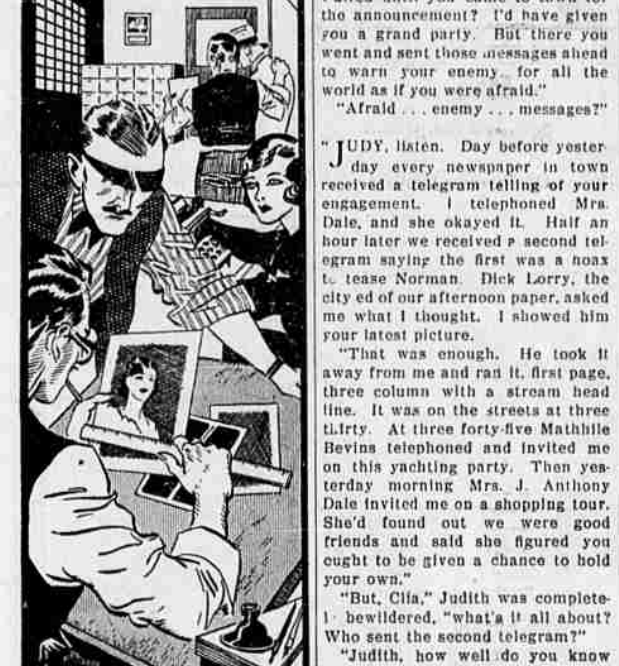 the announcement? I'd have given
you a grand party. But there you
went and sent those messages ahead
to warn your enemy for all the
world as if you were afraid."
"Afraid . . . enemy . . . messages?"
"JUDY, listen. Day before yester-
day every newspaper in town
received a telegram telling of your
engagement. I telephoned Mrs.
Dale, and she okayed it. Half an
hour later we received a second tel-
egram saying the first was a hoax
to tease Norman. Dick Lorry, the
city ed of our afternoon paper, asked
me what I thought. I showed him
your latest picture.
"That was enough. He took it
away from me and ran it, first page,
three column with a stream head
line. It was on the streets at three
thirty. At three forty-five Mathhile
Bevins telephoned and invited me
on this yachting party. Then yes-
terday morning Mrs. J. Anthony
Dale invited me on a shopping tour.
She'd found out we were good
friends and said she figured you
ought to be given a chance to hold
your own."
"But, Clia," Judith was complete-
l bewildered, "what's it all about?
Who sent the second telegram?"
"Judith, how well do you know